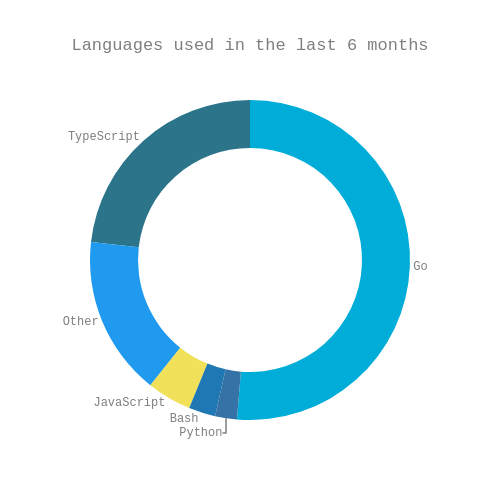 Languages used in the last 6 months
TypeScript
Go
Other
JavaScript
Bash
Python